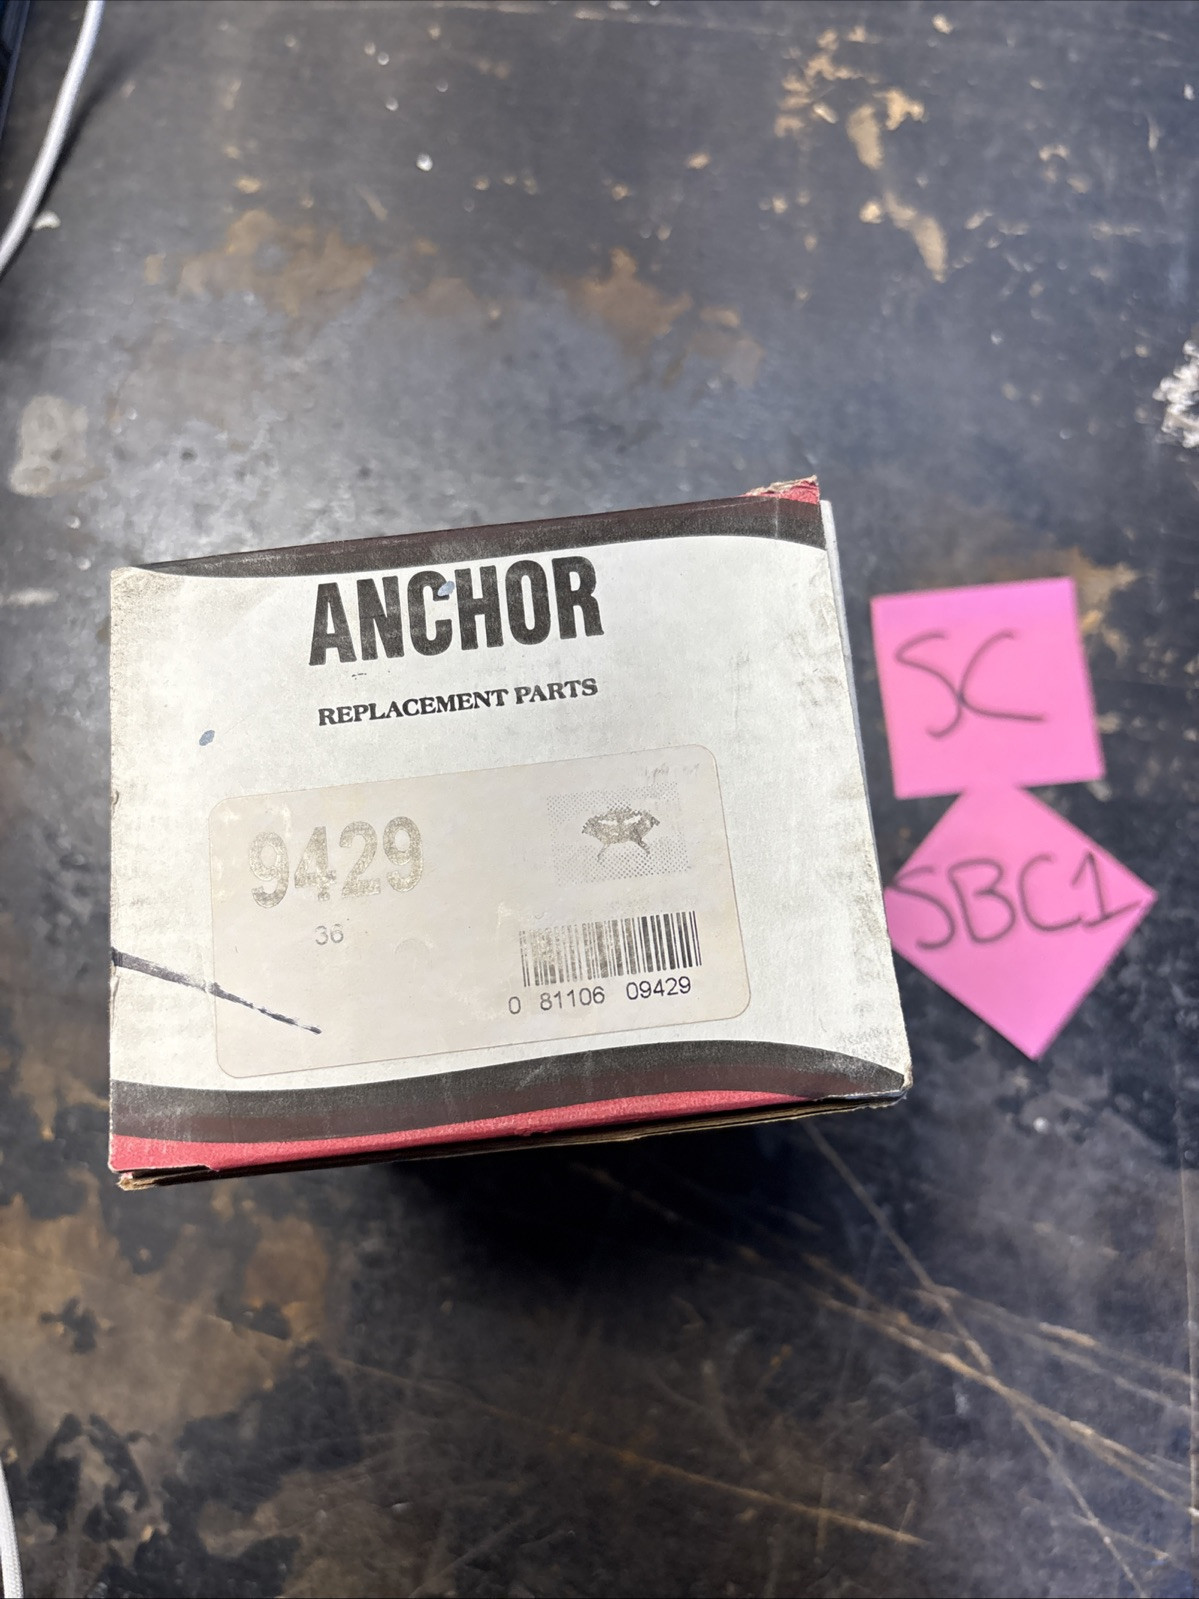 ANCHOR
REPLACEMENT PARTS
9429
36
0 81106 09429
SC
SBC1